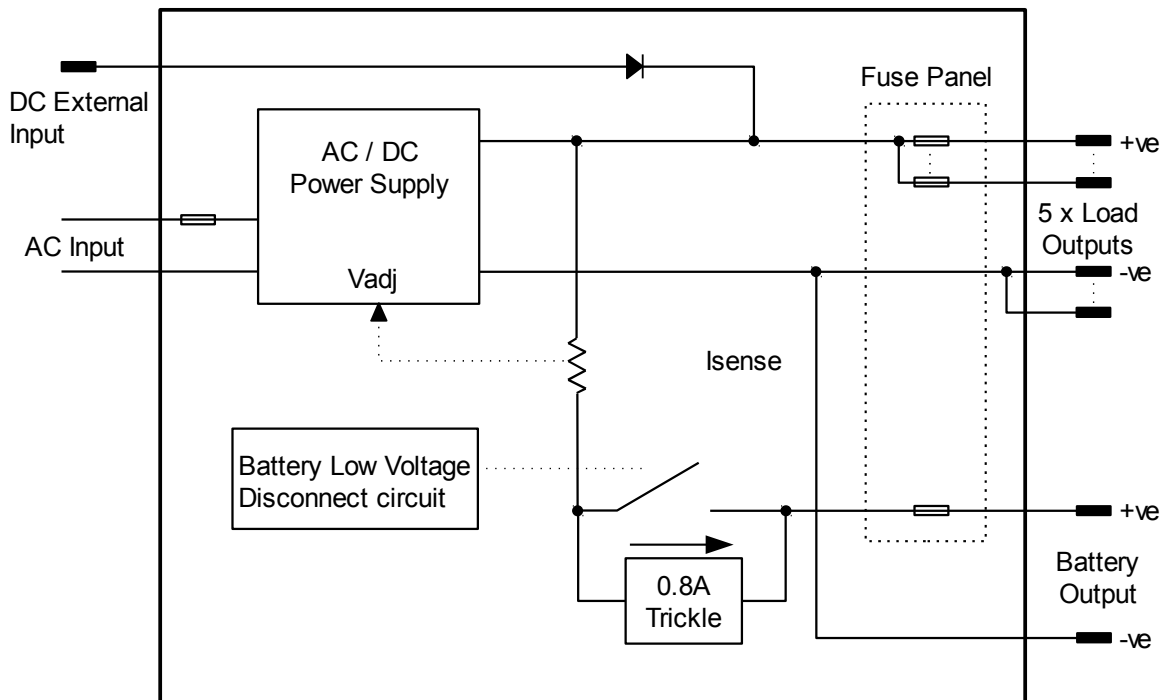 DC External
Input
AC / DC
Power Supply
Fuse Panel
+ve
AC Input
5 x Load
Outputs
Vadj
-ve
Isense
Battery Low Voltage
Disconnect circuit
+ve
0.8A
Trickle
Battery
Output
-ve